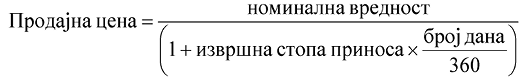 Продајна цена = номинална вредност
(1 + извршна стопа приноса × број дана
360 )